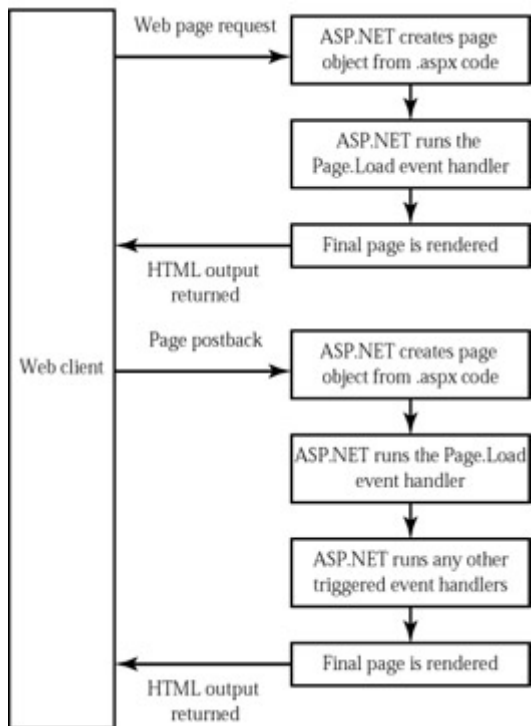 Web page request
ASP.NET creates page
object from .aspx code
ASP.NET runs the
Page.Load event handler
Final page is rendered
HTML output
returned
Web client
Page postback
ASP.NET creates page
object from .aspx code
ASP.NET runs the Page.Load
event handler
ASP.NET runs any other
triggered event handlers
Final page is rendered
HTML output
returned